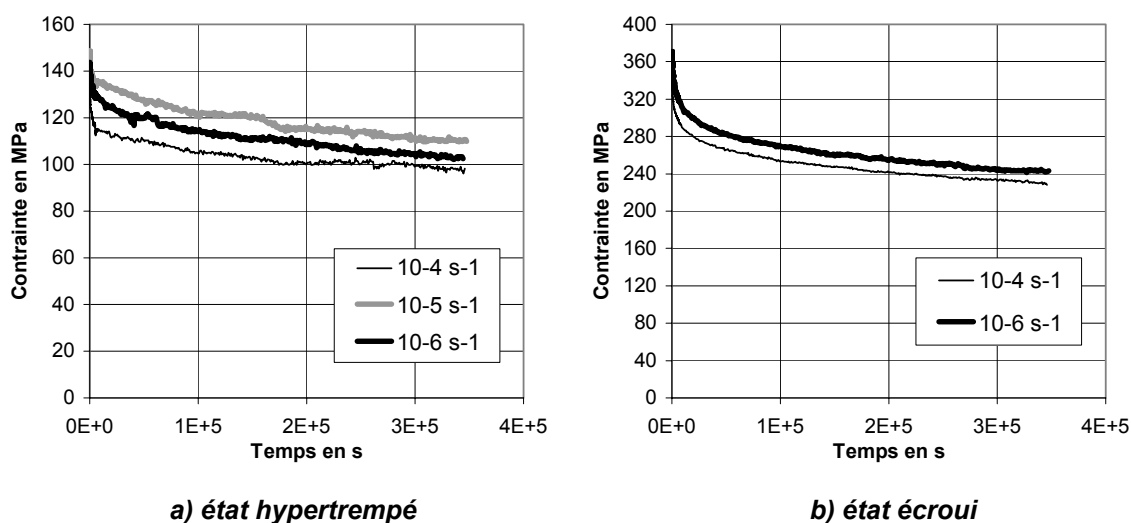 160
140
120
100
80
60
40
20
0
Contrainte en MPa
0E+0 1E+5 2E+5 3E+5 4E+5
Temps en s
10-4 s-1
10-5 s-1
10-6 s-1
a) état hypertrempé
400
360
320
280
240
200
160
120
80
40
0
Contrainte en MPa
0E+0 1E+5 2E+5 3E+5 4E+5
Temps en s
10-4 s-1
10-6 s-1
b) état écroui